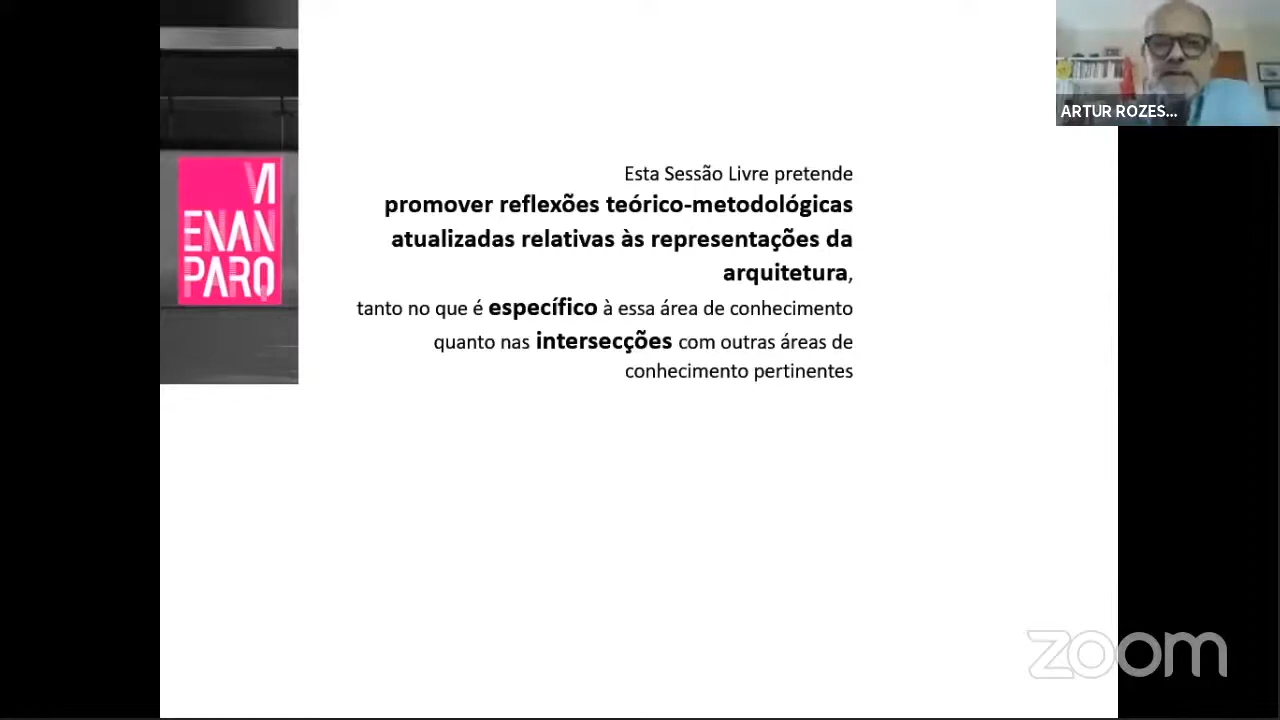 VI
ENAN
PARQ
Esta Sessão Livre pretende
promover reflexões teórico-metodológicas
atualizadas relativas às representações da
arquitetura,
tanto no que é específico à essa área de conhecimento
quanto nas intersecções com outras áreas de
conhecimento pertinentes
ARTUR ROZES...
zoom